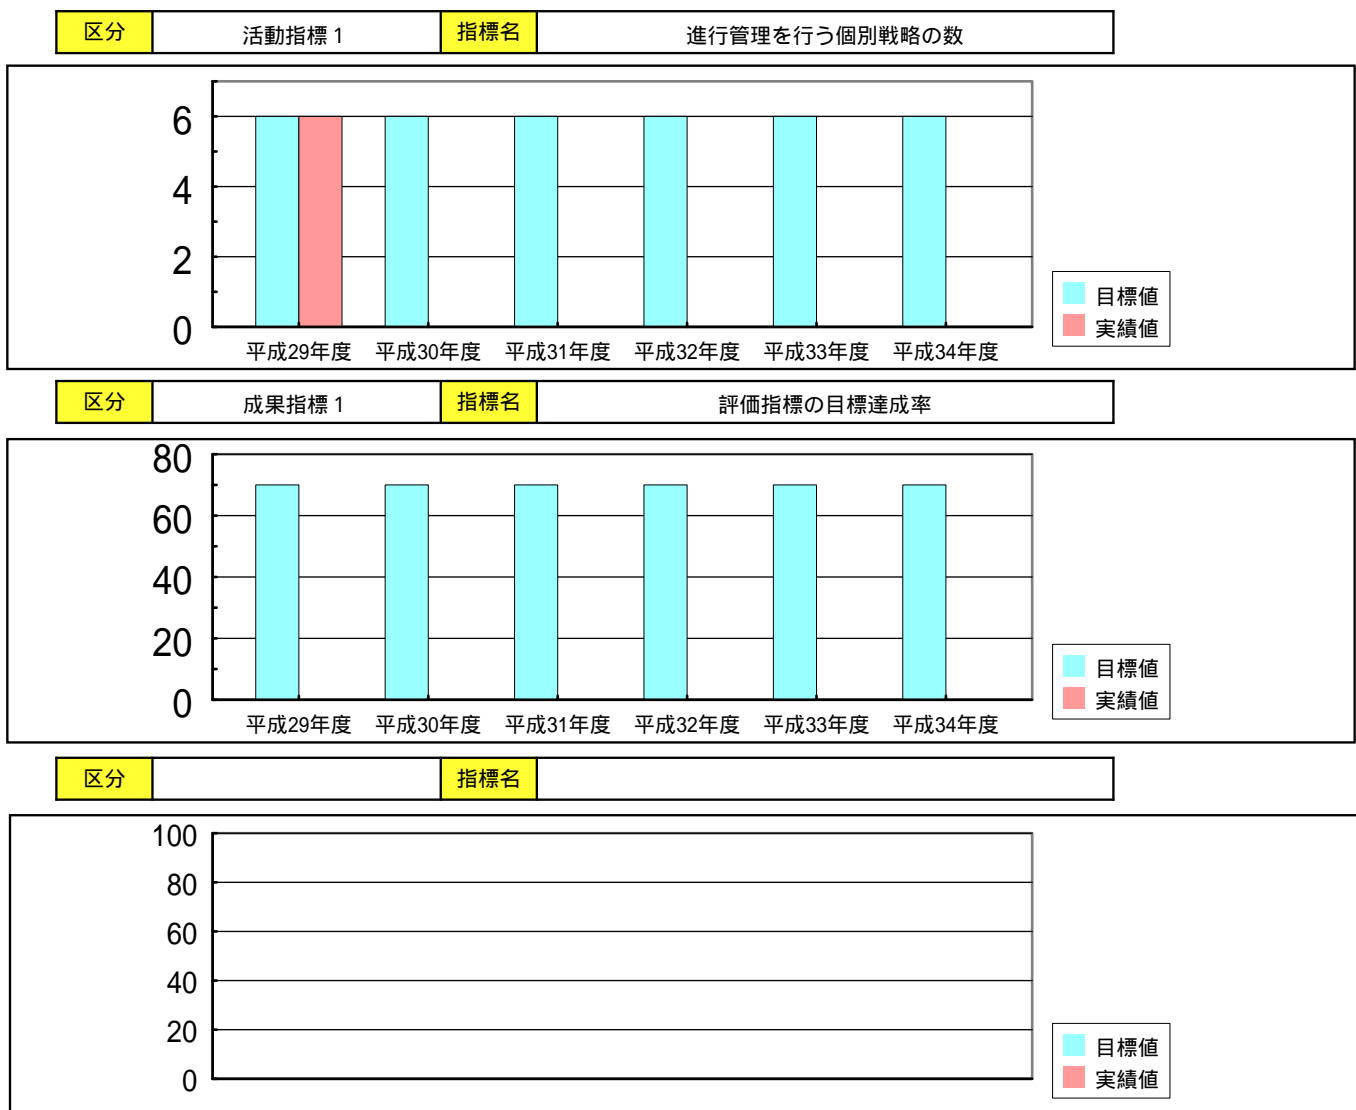 区分 活動指標1 指標名 進行管理を行う個別戦略の数
6
4
2
0
平成29年度 平成30年度 平成31年度 平成32年度 平成33年度 平成34年度
目標値
実績値
区分 成果指標1 指標名 評価指標の目標達成率
80
60
40
20
0
平成29年度 平成30年度 平成31年度 平成32年度 平成33年度 平成34年度
目標値
実績値
区分 指標名
100
80
60
40
20
0
目標値
実績値